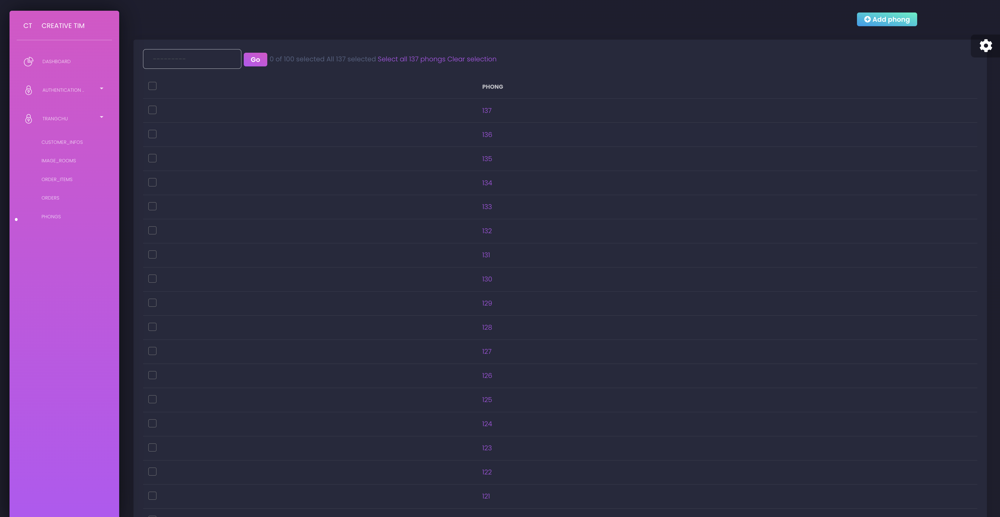 CT CREATIVE TIM
DASHBOARD
AUTHENTICATION ..
TRANGCHU
CUSTOMER_INFOS
IMAGE_ROOMS
ORDER_ITEMS
ORDERS
PHONGS
Add phong
---------
Go 0 of 100 selected All 137 selected Select all 137 phongs Clear selection
PHONG
137
136
135
134
133
132
131
130
129
128
127
126
125
124
123
122
121